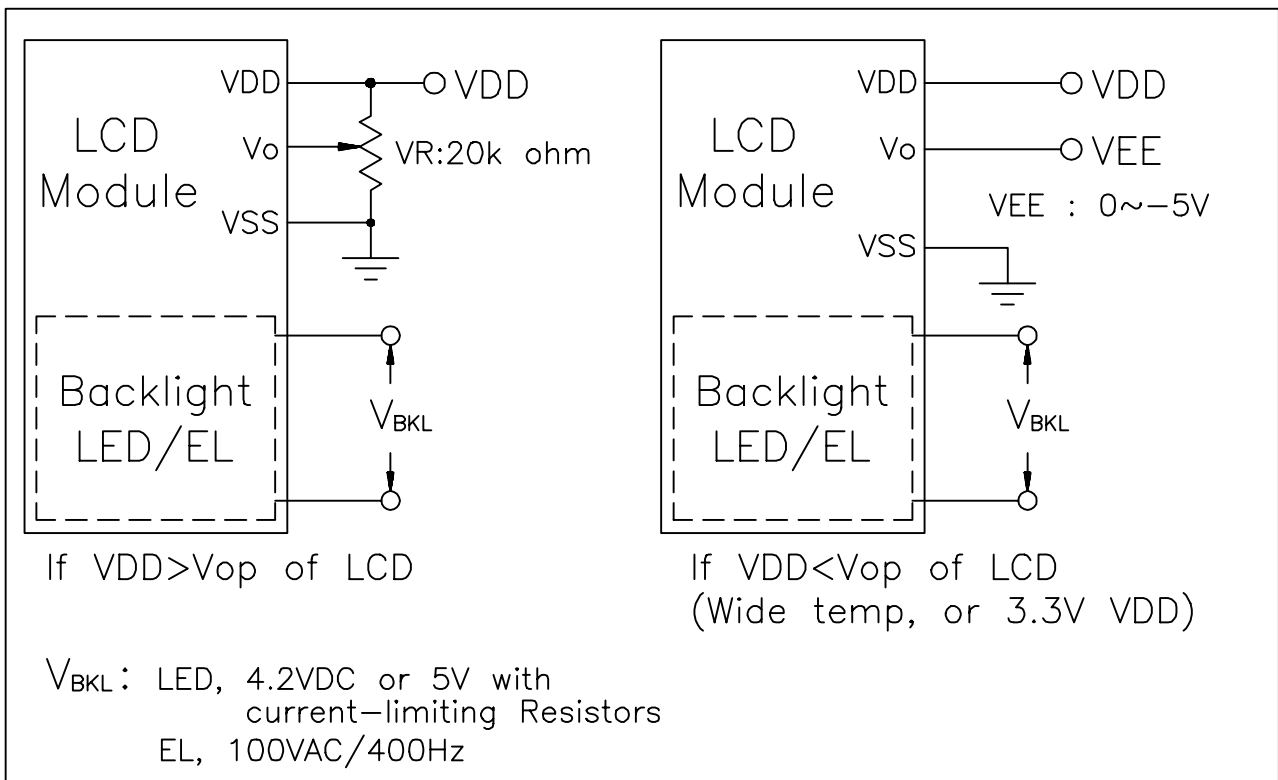 VDD
VDD
LCD
Module
Vo
VR:20k ohm
VSS
Backlight
LED/EL
VBKL
If VDD>Vop of LCD
VDD
VDD
LCD
Module
Vo
VEE
VEE : 0~-5V
VSS
Backlight
LED/EL
VBKL
If VDD<Vop of LCD
(Wide temp, or 3.3V VDD)
VBKL: LED, 4.2VDC or 5V with
current-limiting Resistors
EL, 100VAC/400Hz